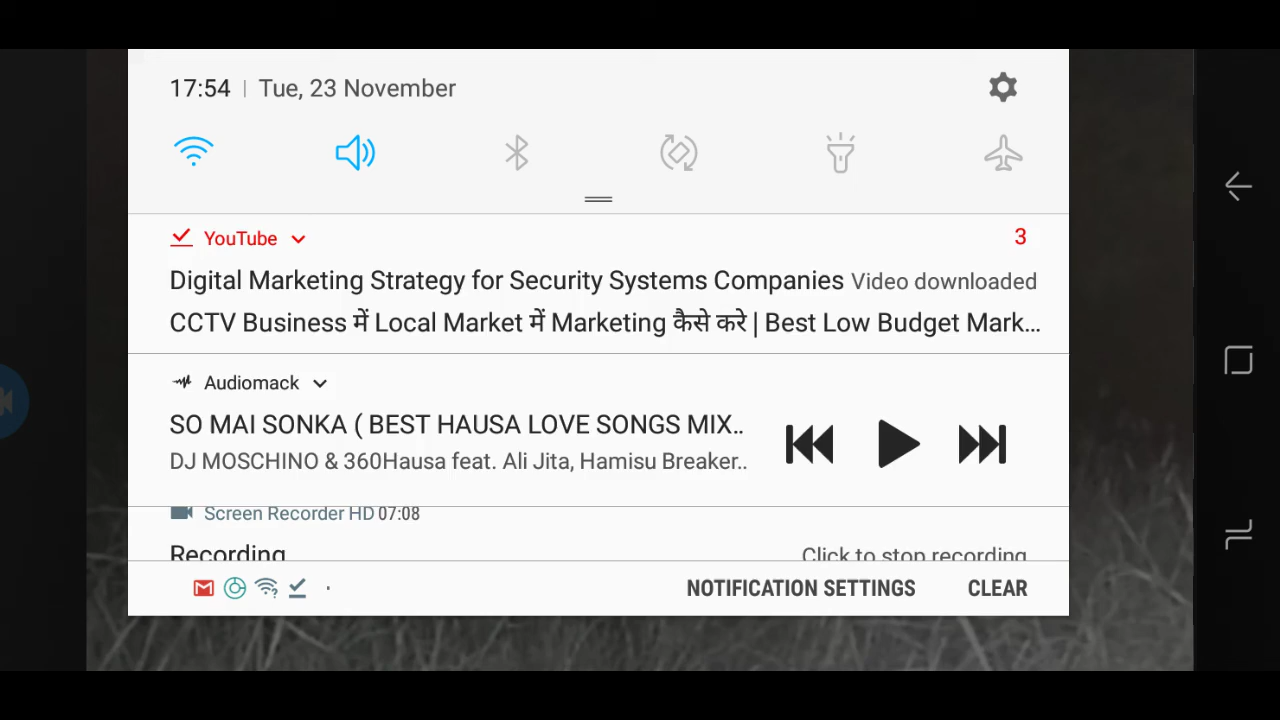 17:54 | Tue, 23 November
YouTube 3
Digital Marketing Strategy for Security Systems Companies Video downloaded
CCTV Business में Local Market में Marketing कैसे करे | Best Low Budget Mark...
Audiomack
SO MAI SONKA ( BEST HAUSA LOVE SONGS MIX..
DJ MOSCHINO & 360Hausa feat. Ali Jita, Hamisu Breaker..
Screen Recorder HD 07:08
Recording Click to stop recording
NOTIFICATION SETTINGS CLEAR